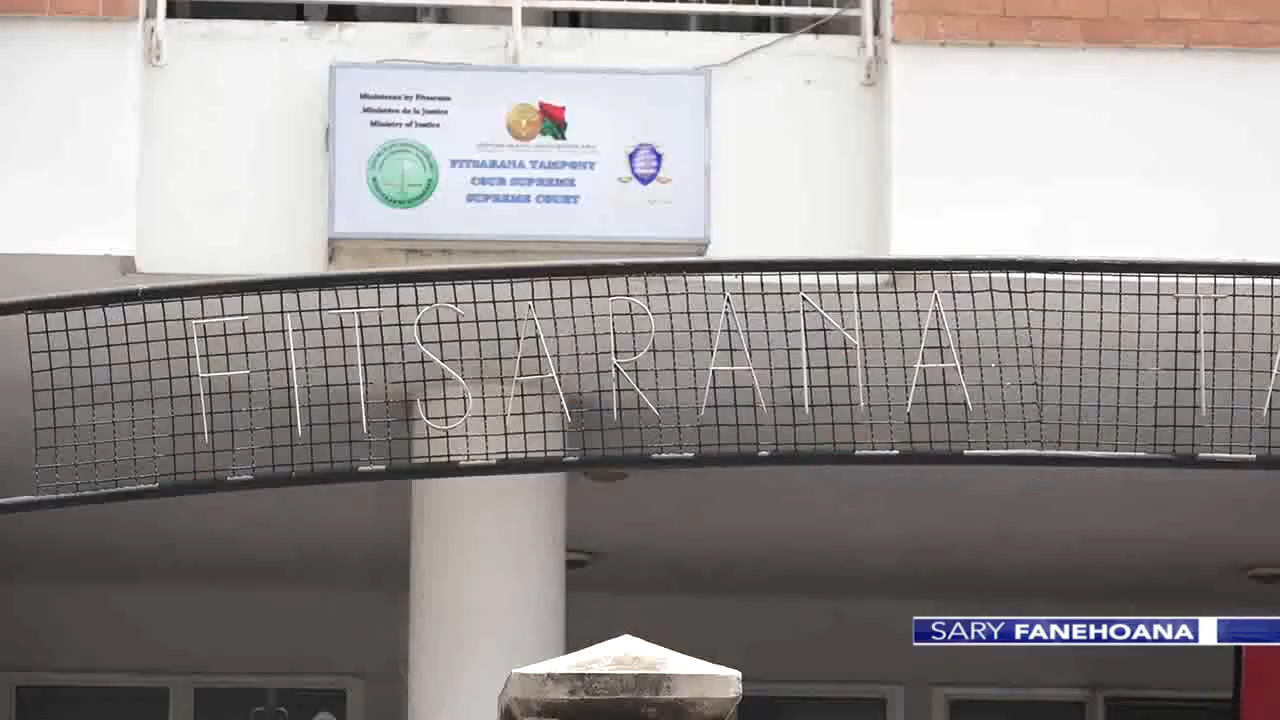 Ministeran'ny Fitsarana
Ministère de la Justice
Ministry of Justice
FITSARANA TAMPONY
COUR SUPREME
SUPREME COURT
FITSARANA TA
SARY FANEHOANA